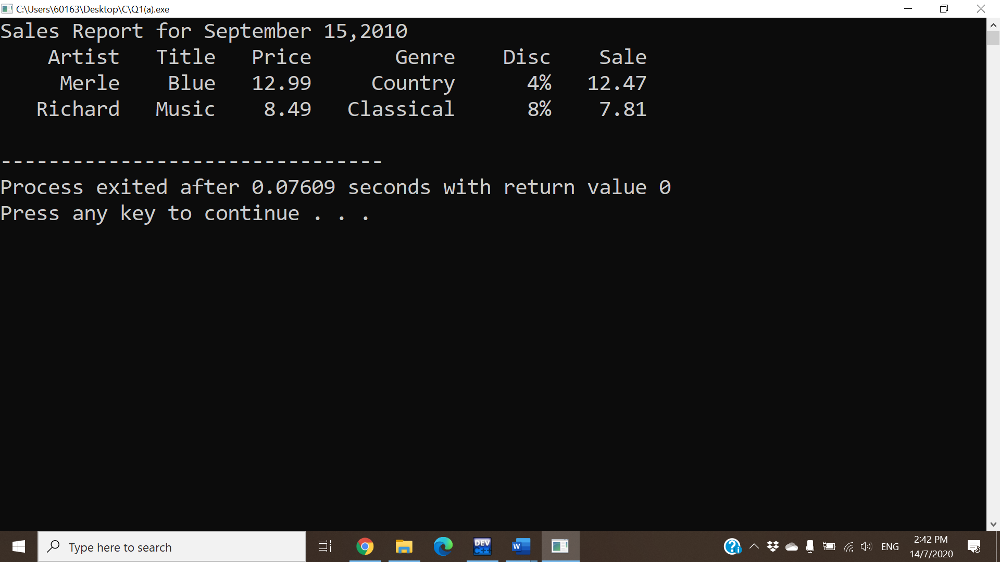 C:\Users\60163\Desktop\C\Q1(a).exe
Sales Report for September 15,2010
    Artist   Title   Price       Genre    Disc    Sale
     Merle    Blue   12.99     Country      4%   12.47
   Richard   Music    8.49   Classical      8%    7.81
--------------------------------
Process exited after 0.07609 seconds with return value 0
Press any key to continue . . .
Type here to search
DEV C++
W
ENG
2:42 PM
14/7/2020